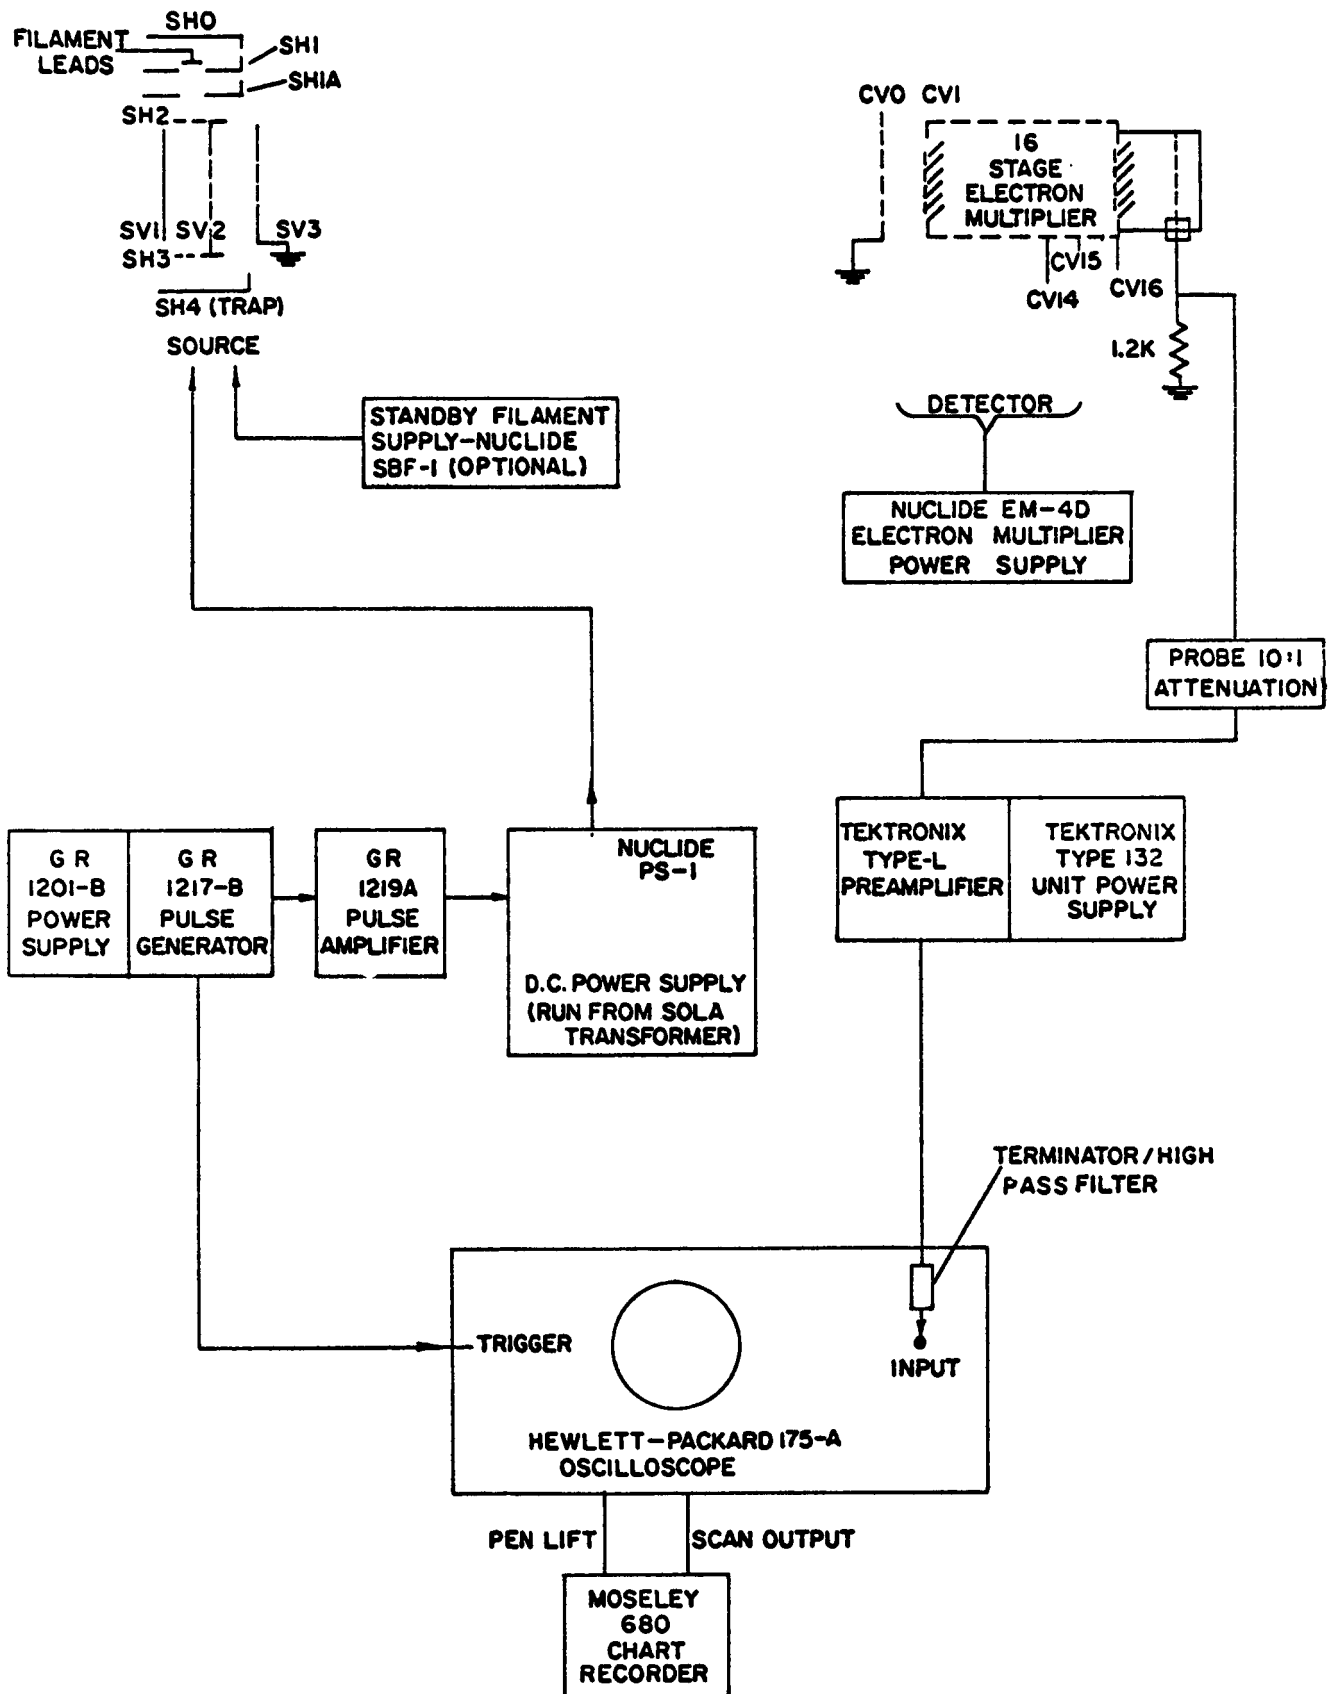 SH0
FILAMENT
LEADS
SH1
SH1A
SH2
SV1 SV2 SV3
SH3
SH4 (TRAP)
SOURCE
STANDBY FILAMENT
SUPPLY-NUCLIDE
SBF-1 (OPTIONAL)
CV0 CV1
16
STAGE
ELECTRON
MULTIPLIER
CV15
CV14
CV16
1.2K
DETECTOR
NUCLIDE EM-4D
ELECTRON MULTIPLIER
POWER SUPPLY
PROBE 10:1
ATTENUATION
GR
1201-B
POWER
SUPPLY
GR
1217-B
PULSE
GENERATOR
GR
1219A
PULSE
AMPLIFIER
NUCLIDE
PS-1
D.C. POWER SUPPLY
(RUN FROM SOLA
TRANSFORMER)
TEKTRONIX
TYPE-L
PREAMPLIFIER
TEKTRONIX
TYPE 132
UNIT POWER
SUPPLY
TERMINATOR/HIGH
PASS FILTER
TRIGGER
INPUT
HEWLETT-PACKARD 175-A
OSCILLOSCOPE
PEN LIFT
SCAN OUTPUT
MOSELEY
680
CHART
RECORDER